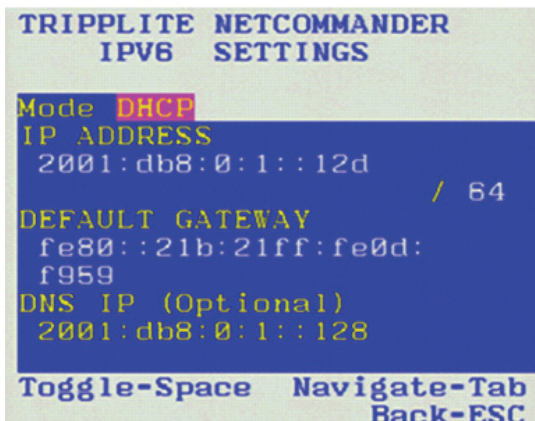 TRIPPLITE NETCOMMANDER
IPV6 SETTINGS
Mode DHCP
IP ADDRESS
2001:db8:0:1::12d
/ 64
DEFAULT GATEWAY
fe80::21b:21ff:fe0d:
f959
DNS IP (Optional)
2001:db8:0:1::128
Toggle-Space Navigate-Tab
Back-ESC